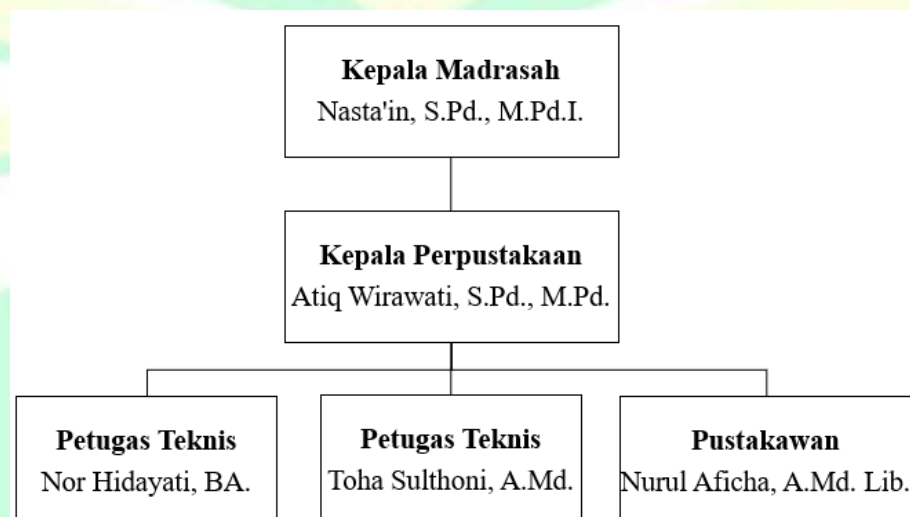 Kepala Madrasah
Nasta'in, S.Pd., M.Pd.I.
Kepala Perpustakaan
Atiq Wirawati, S.Pd., M.Pd.
Petugas Teknis
Nor Hidayati, BA.
Petugas Teknis
Toha Sulthoni, A.Md.
Pustakawan
Nurul Aficha, A.Md. Lib.